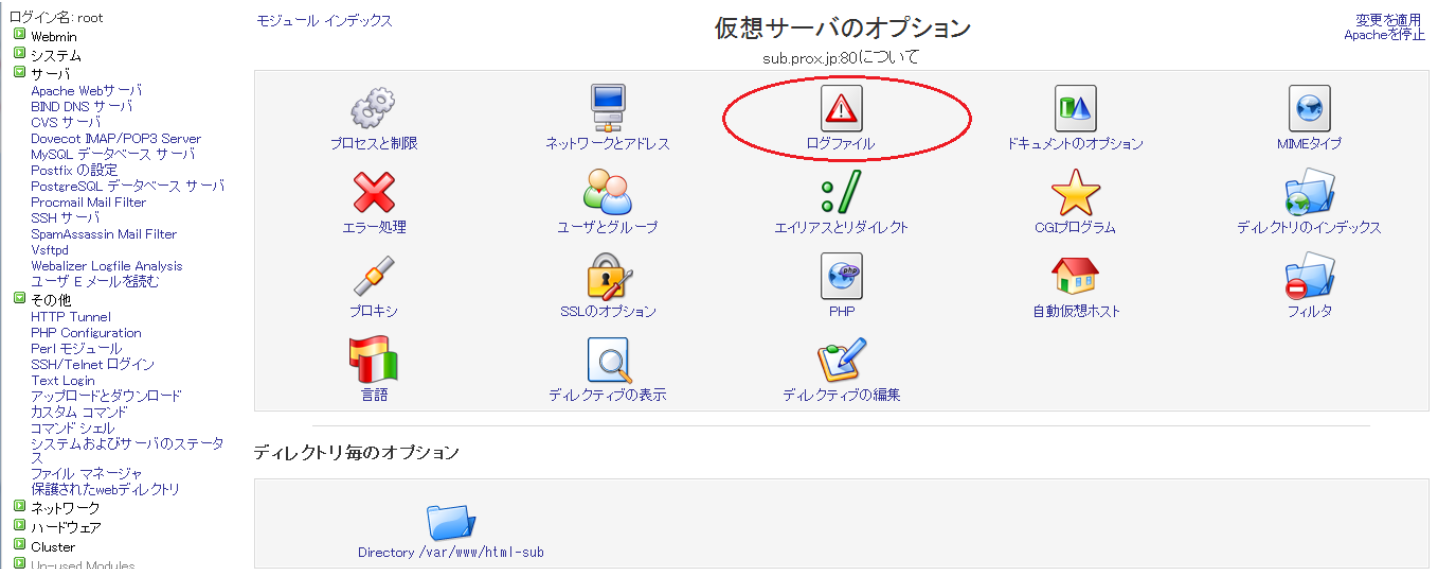 ログイン名: root
Webmin
システム
サーバ
Apache Webサーバ
BIND DNS サーバ
CVS サーバ
Dovecot IMAP/POP3 Server
MySQL データベース サーバ
Postfix の設定
PostgreSQL データベース サーバ
Procmail Mail Filter
SSH サーバ
SpamAssassin Mail Filter
Vsftpd
Webalizer Logfile Analysis
ユーザ E メールを読む
その他
HTTP Tunnel
PHP Configuration
Perl モジュール
SSH/Telnet ログイン
Text Login
アップロードとダウンロード
カスタム コマンド
コマンド シェル
システムおよびサーバのステータ
ス
ファイル マネージャ
保護されたwebディレクトリ
ネットワーク
ハードウェア
Cluster
Un-used Modules
モジュール インデックス
仮想サーバのオプション
sub.prox.jp:80について
変更を適用
Apacheを停止
プロセスと制限
ネットワークとアドレス
ログファイル
ドキュメントのオプション
MIMEタイプ
エラー処理
ユーザとグループ
エイリアスとリダイレクト
CGIプログラム
ディレクトリのインデックス
プロキシ
SSLのオプション
php
PHP
自動仮想ホスト
フィルタ
言語
ディレクティブの表示
ディレクティブの編集
ディレクトリ毎のオプション
Directory /var/www/html-sub